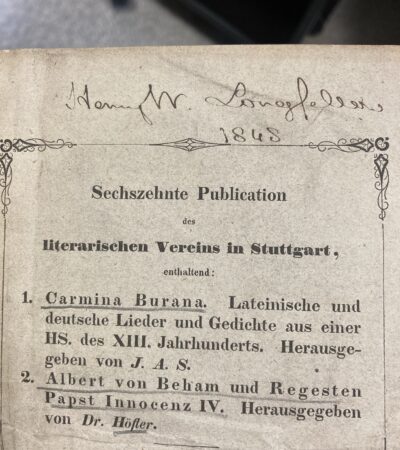 Henry W. Longfellow
1848
Sechszehnte Publication
des
literarischen Vereins in Stuttgart,
enthaltend:
1. Carmina Burana. Lateinische und
deutsche Lieder und Gedichte aus einer
HS. des XIII. Jahrhunderts. Herausge-
geben von J. A. S.
2. Albert von Beham und Regesten
Papst Innocenz IV. Herausgegeben
von Dr. Höfler.